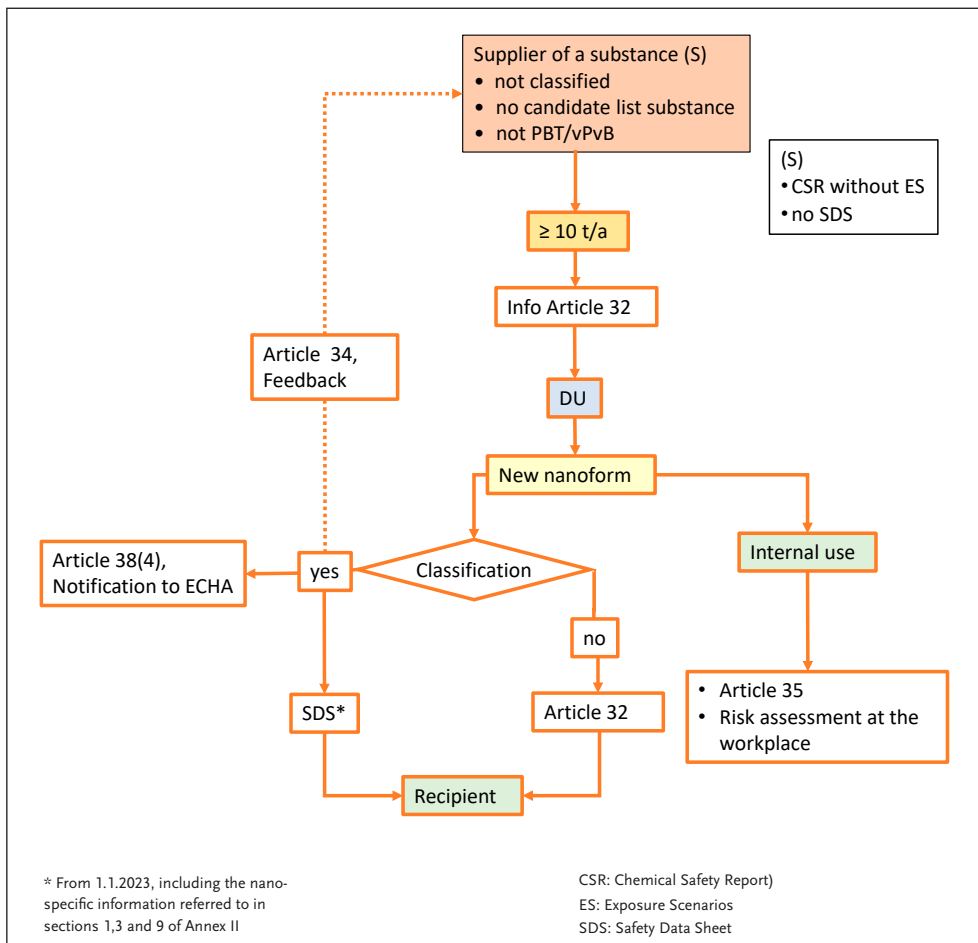 Supplier of a substance (S)
• not classified
• no candidate list substance
• not PBT/vPvB
(S)
• CSR without ES
• no SDS
≥ 10 t/a
Info Article 32
Article 34,
Feedback
DU
New nanoform
Article 38(4),
Notification to ECHA
yes
Classification
Internal use
no
• Article 35
• Risk assessment at the
workplace
SDS*
Article 32
Recipient
* From 1.1.2023, including the nano-
specific information referred to in
sections 1,3 and 9 of Annex II
CSR: Chemical Safety Report)
ES: Exposure Scenarios
SDS: Safety Data Sheet